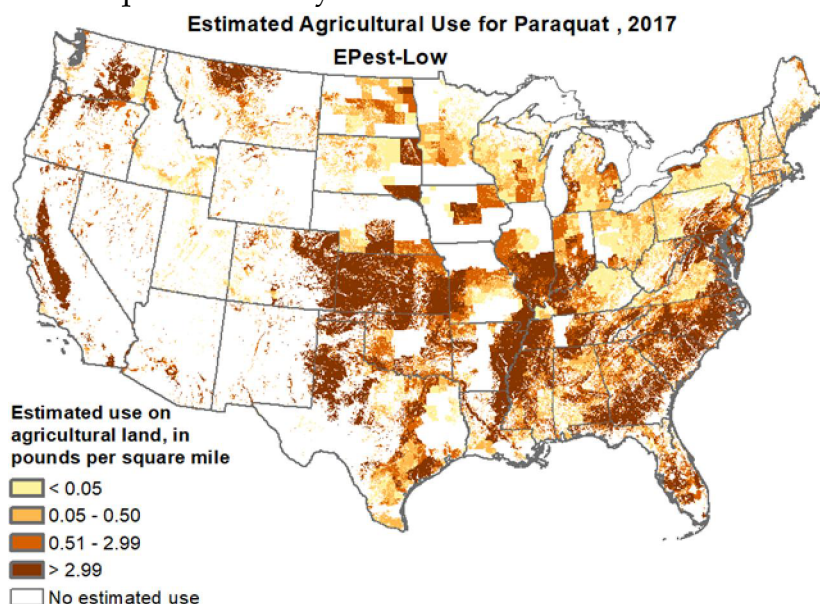 Estimated Agricultural Use for Paraquat , 2017
EPest-Low
Estimated use on
agricultural land, in
pounds per square mile
< 0.05
0.05 - 0.50
0.51 - 2.99
> 2.99
No estimated use